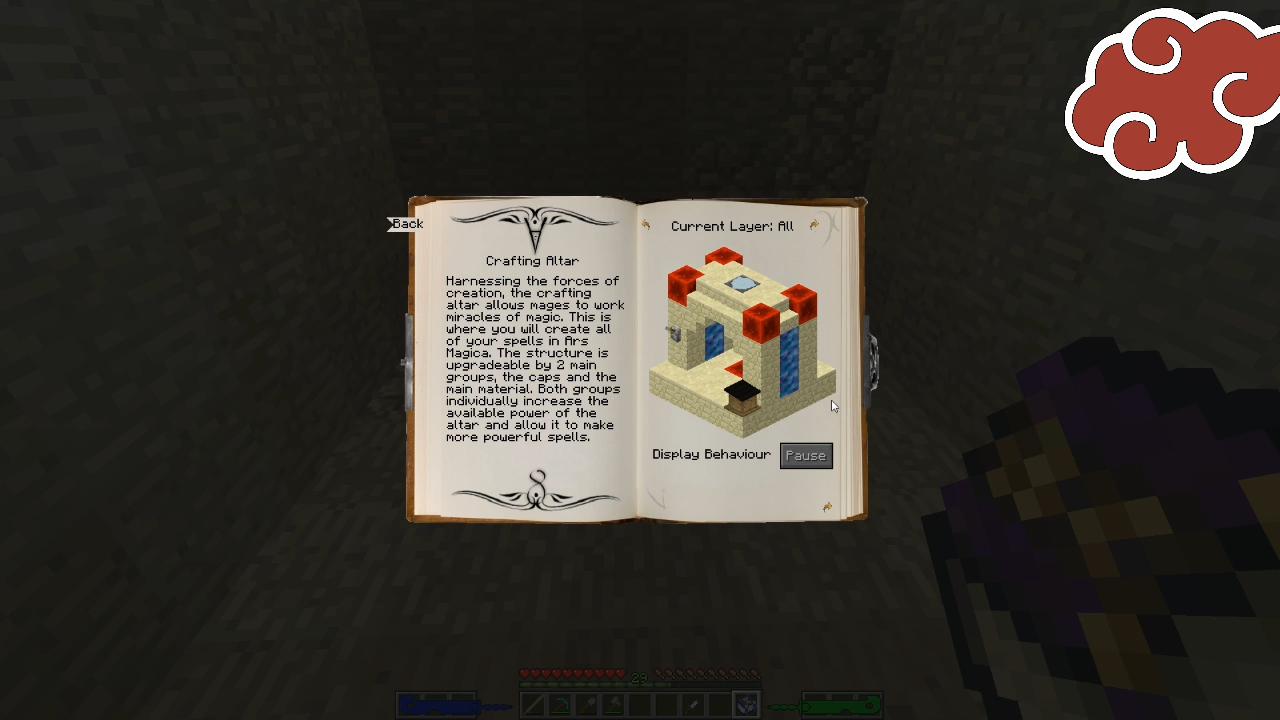 Back
Crafting Altar
Harnessing the forces of
creation, the crafting
altar allows mages to work
miracles of magic. This is
where you will create all
of your spells in Ars
Magica. The structure is
upgradeable by 2 main
groups, the caps and the
main material. Both groups
individually increase the
available power of the
altar and allow it to make
more powerful spells.
Current Layer: All
Display Behaviour
Pause
29